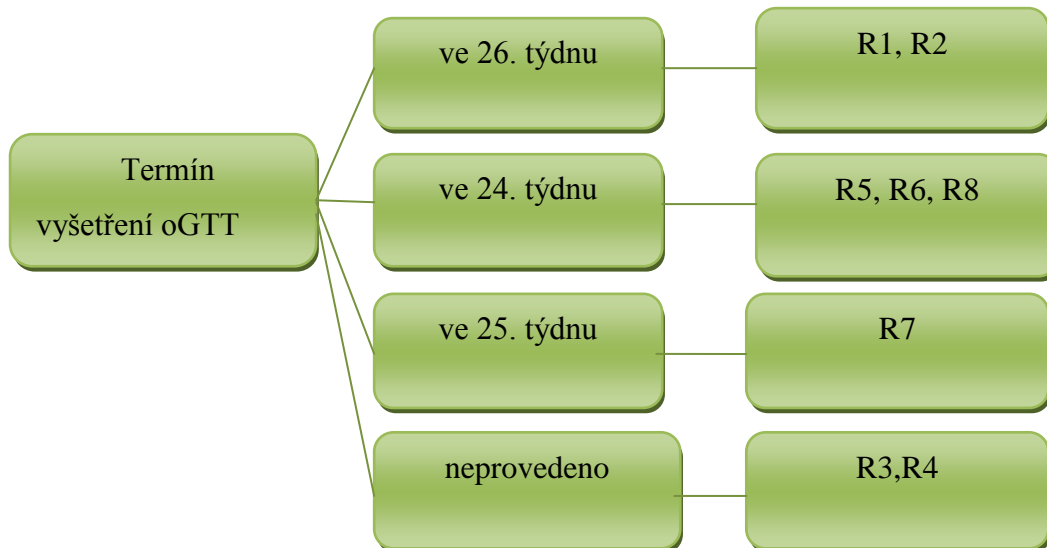 Termín
vyšetření oGTT
ve 26. týdnu
R1, R2
ve 24. týdnu
R5, R6, R8
ve 25. týdnu
R7
neprovedeno
R3,R4